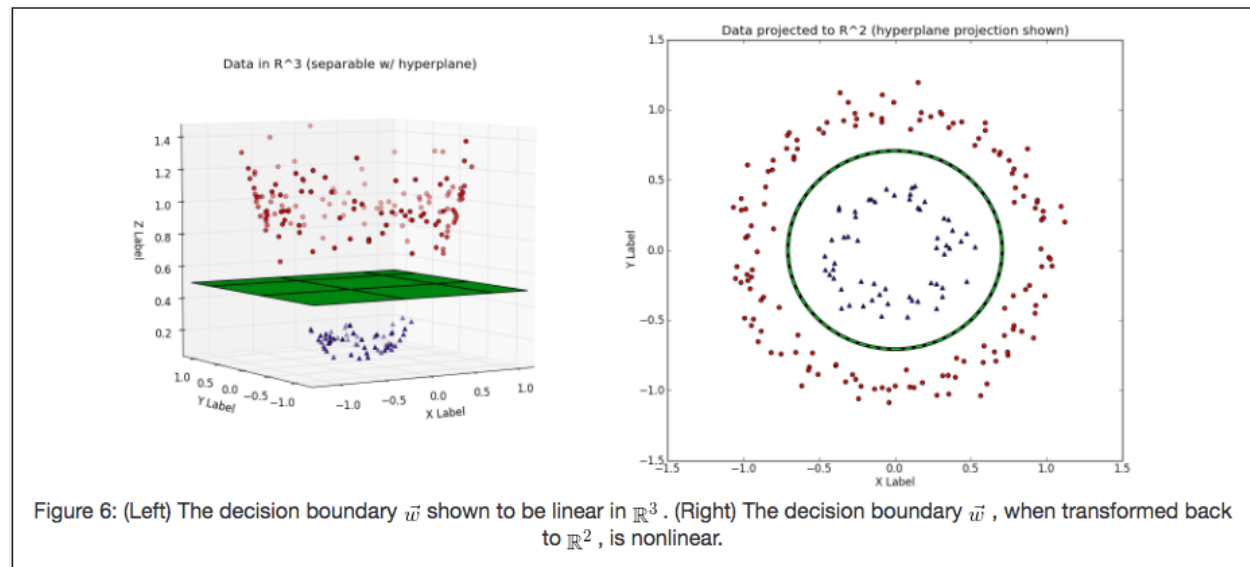 Data in R^3 (separable w/ hyperplane)
Z Label
1.4
1.2
1.0
0.8
0.6
0.4
0.2
1.0 0.5 0.0 −0.5 −1.0
Y Label
−1.0 −0.5 0.0 0.5 1.0
X Label
Data projected to R^2 (hyperplane projection shown)
Y Label
1.5
1.0
0.5
0.0
−0.5
−1.0
−1.5
−1.5 −1.0 −0.5 0.0 0.5 1.0 1.5
X Label
Figure 6: (Left) The decision boundary $\vec{w}$ shown to be linear in ℝ³. (Right) The decision boundary $\vec{w}$ , when transformed back
to ℝ² , is nonlinear.